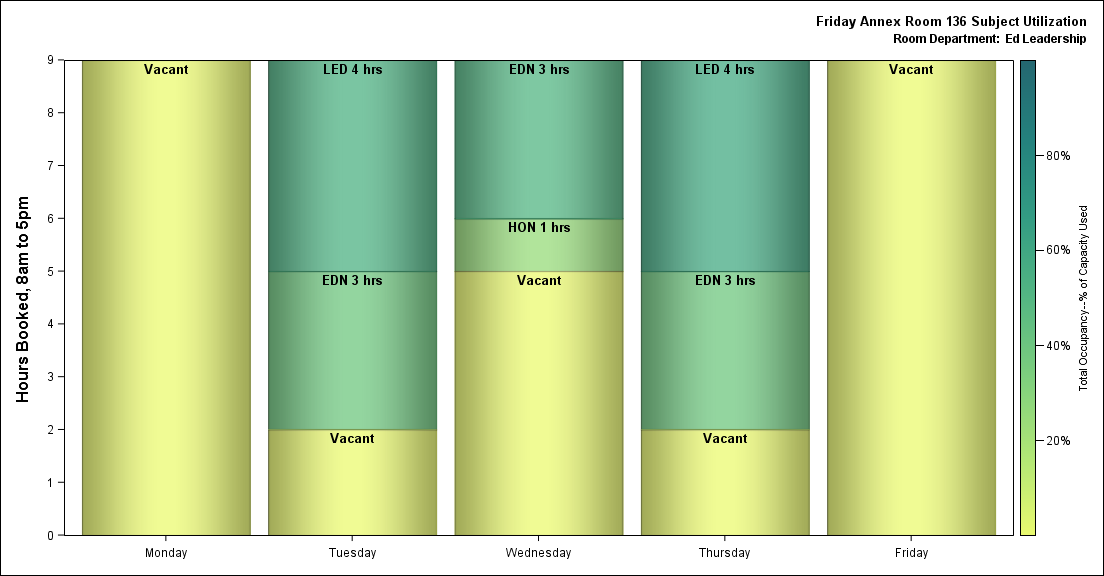 Friday Annex Room 136 Subject Utilization
Room Department: Ed Leadership
Hours Booked, 8am to 5pm
9
8
7
6
5
4
3
2
1
0
Vacant
LED 4 hrs
EDN 3 hrs
Vacant
EDN 3 hrs
HON 1 hrs
Vacant
LED 4 hrs
EDN 3 hrs
Vacant
Vacant
Monday
Tuesday
Wednesday
Thursday
Friday
80%
60%
40%
20%
Total Occupancy--% of Capacity Used